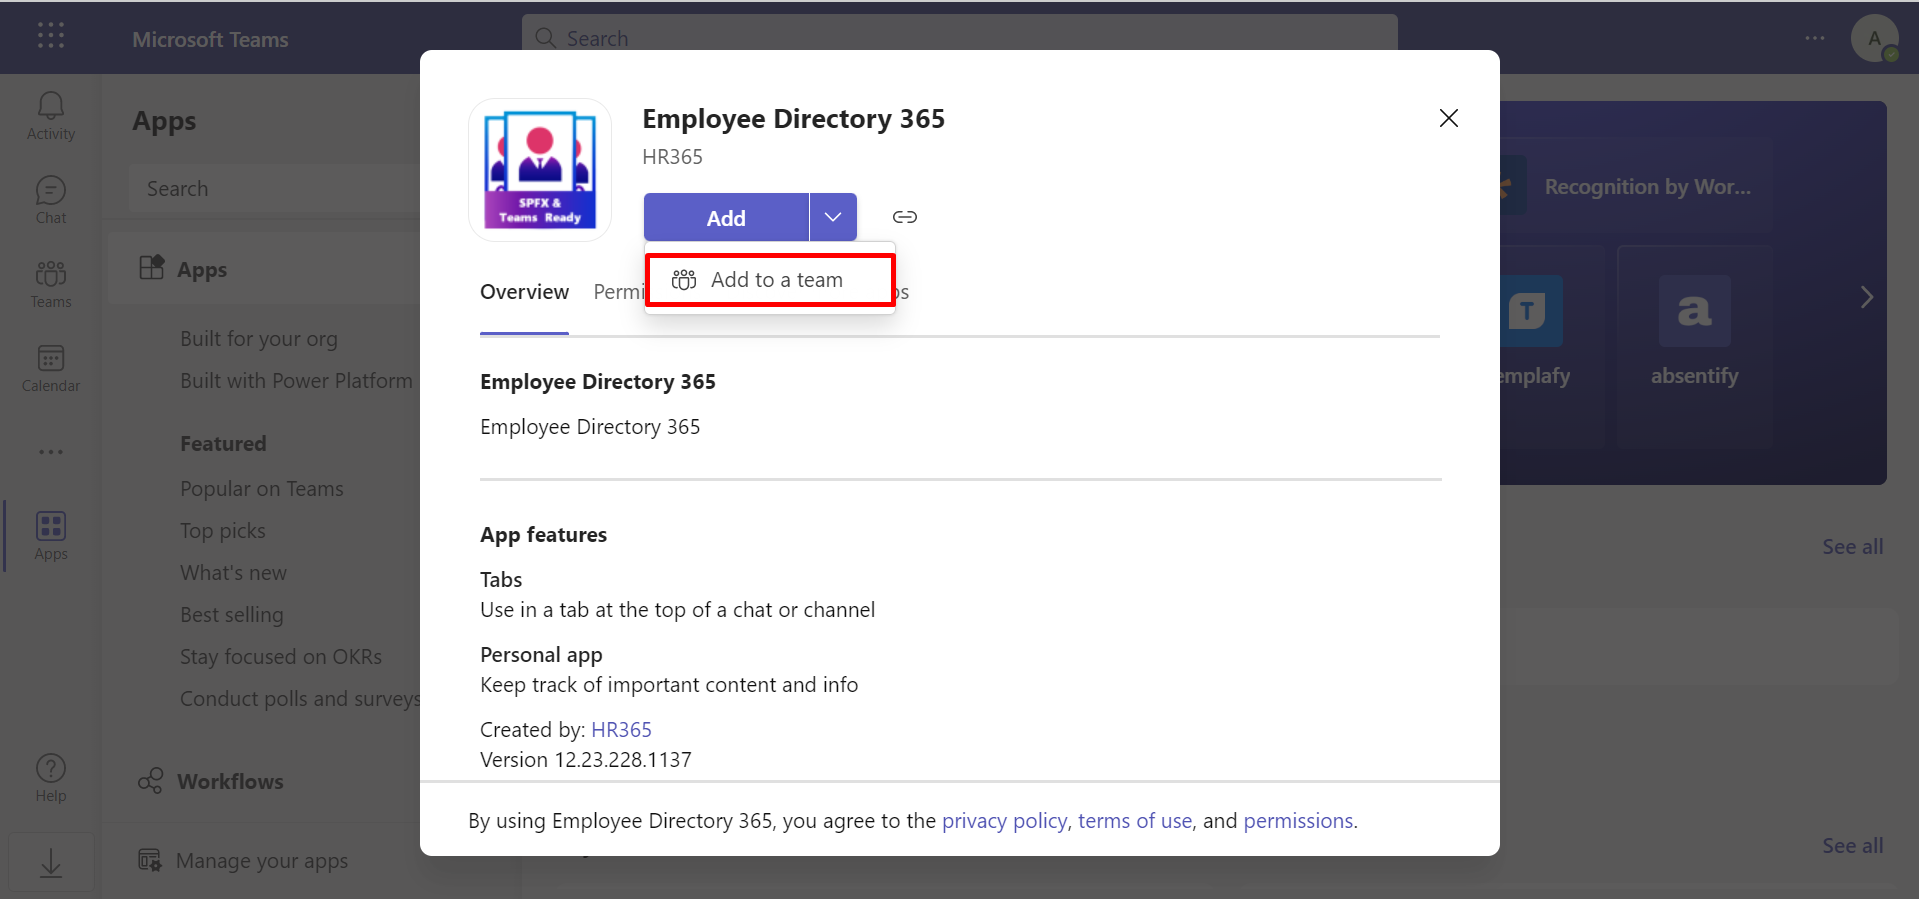 Microsoft Teams
Search
A
Activity
Chat
Teams
Calendar
Apps
Help
Apps
Search
Apps
Built for your org
Built with Power Platform
Featured
Popular on Teams
Top picks
What's new
Best selling
Stay focused on OKRs
Conduct polls and surveys
Workflows
Manage your apps
SPFX &
Teams Ready
Employee Directory 365
HR365
Add
Add to a team
Overview
Employee Directory 365
Employee Directory 365
App features
Tabs
Use in a tab at the top of a chat or channel
Personal app
Keep track of important content and info
Created by: HR365
Version 12.23.228.1137
By using Employee Directory 365, you agree to the privacy policy, terms of use, and permissions.
Recognition by Wor...
T
a
absentify
See all
See all